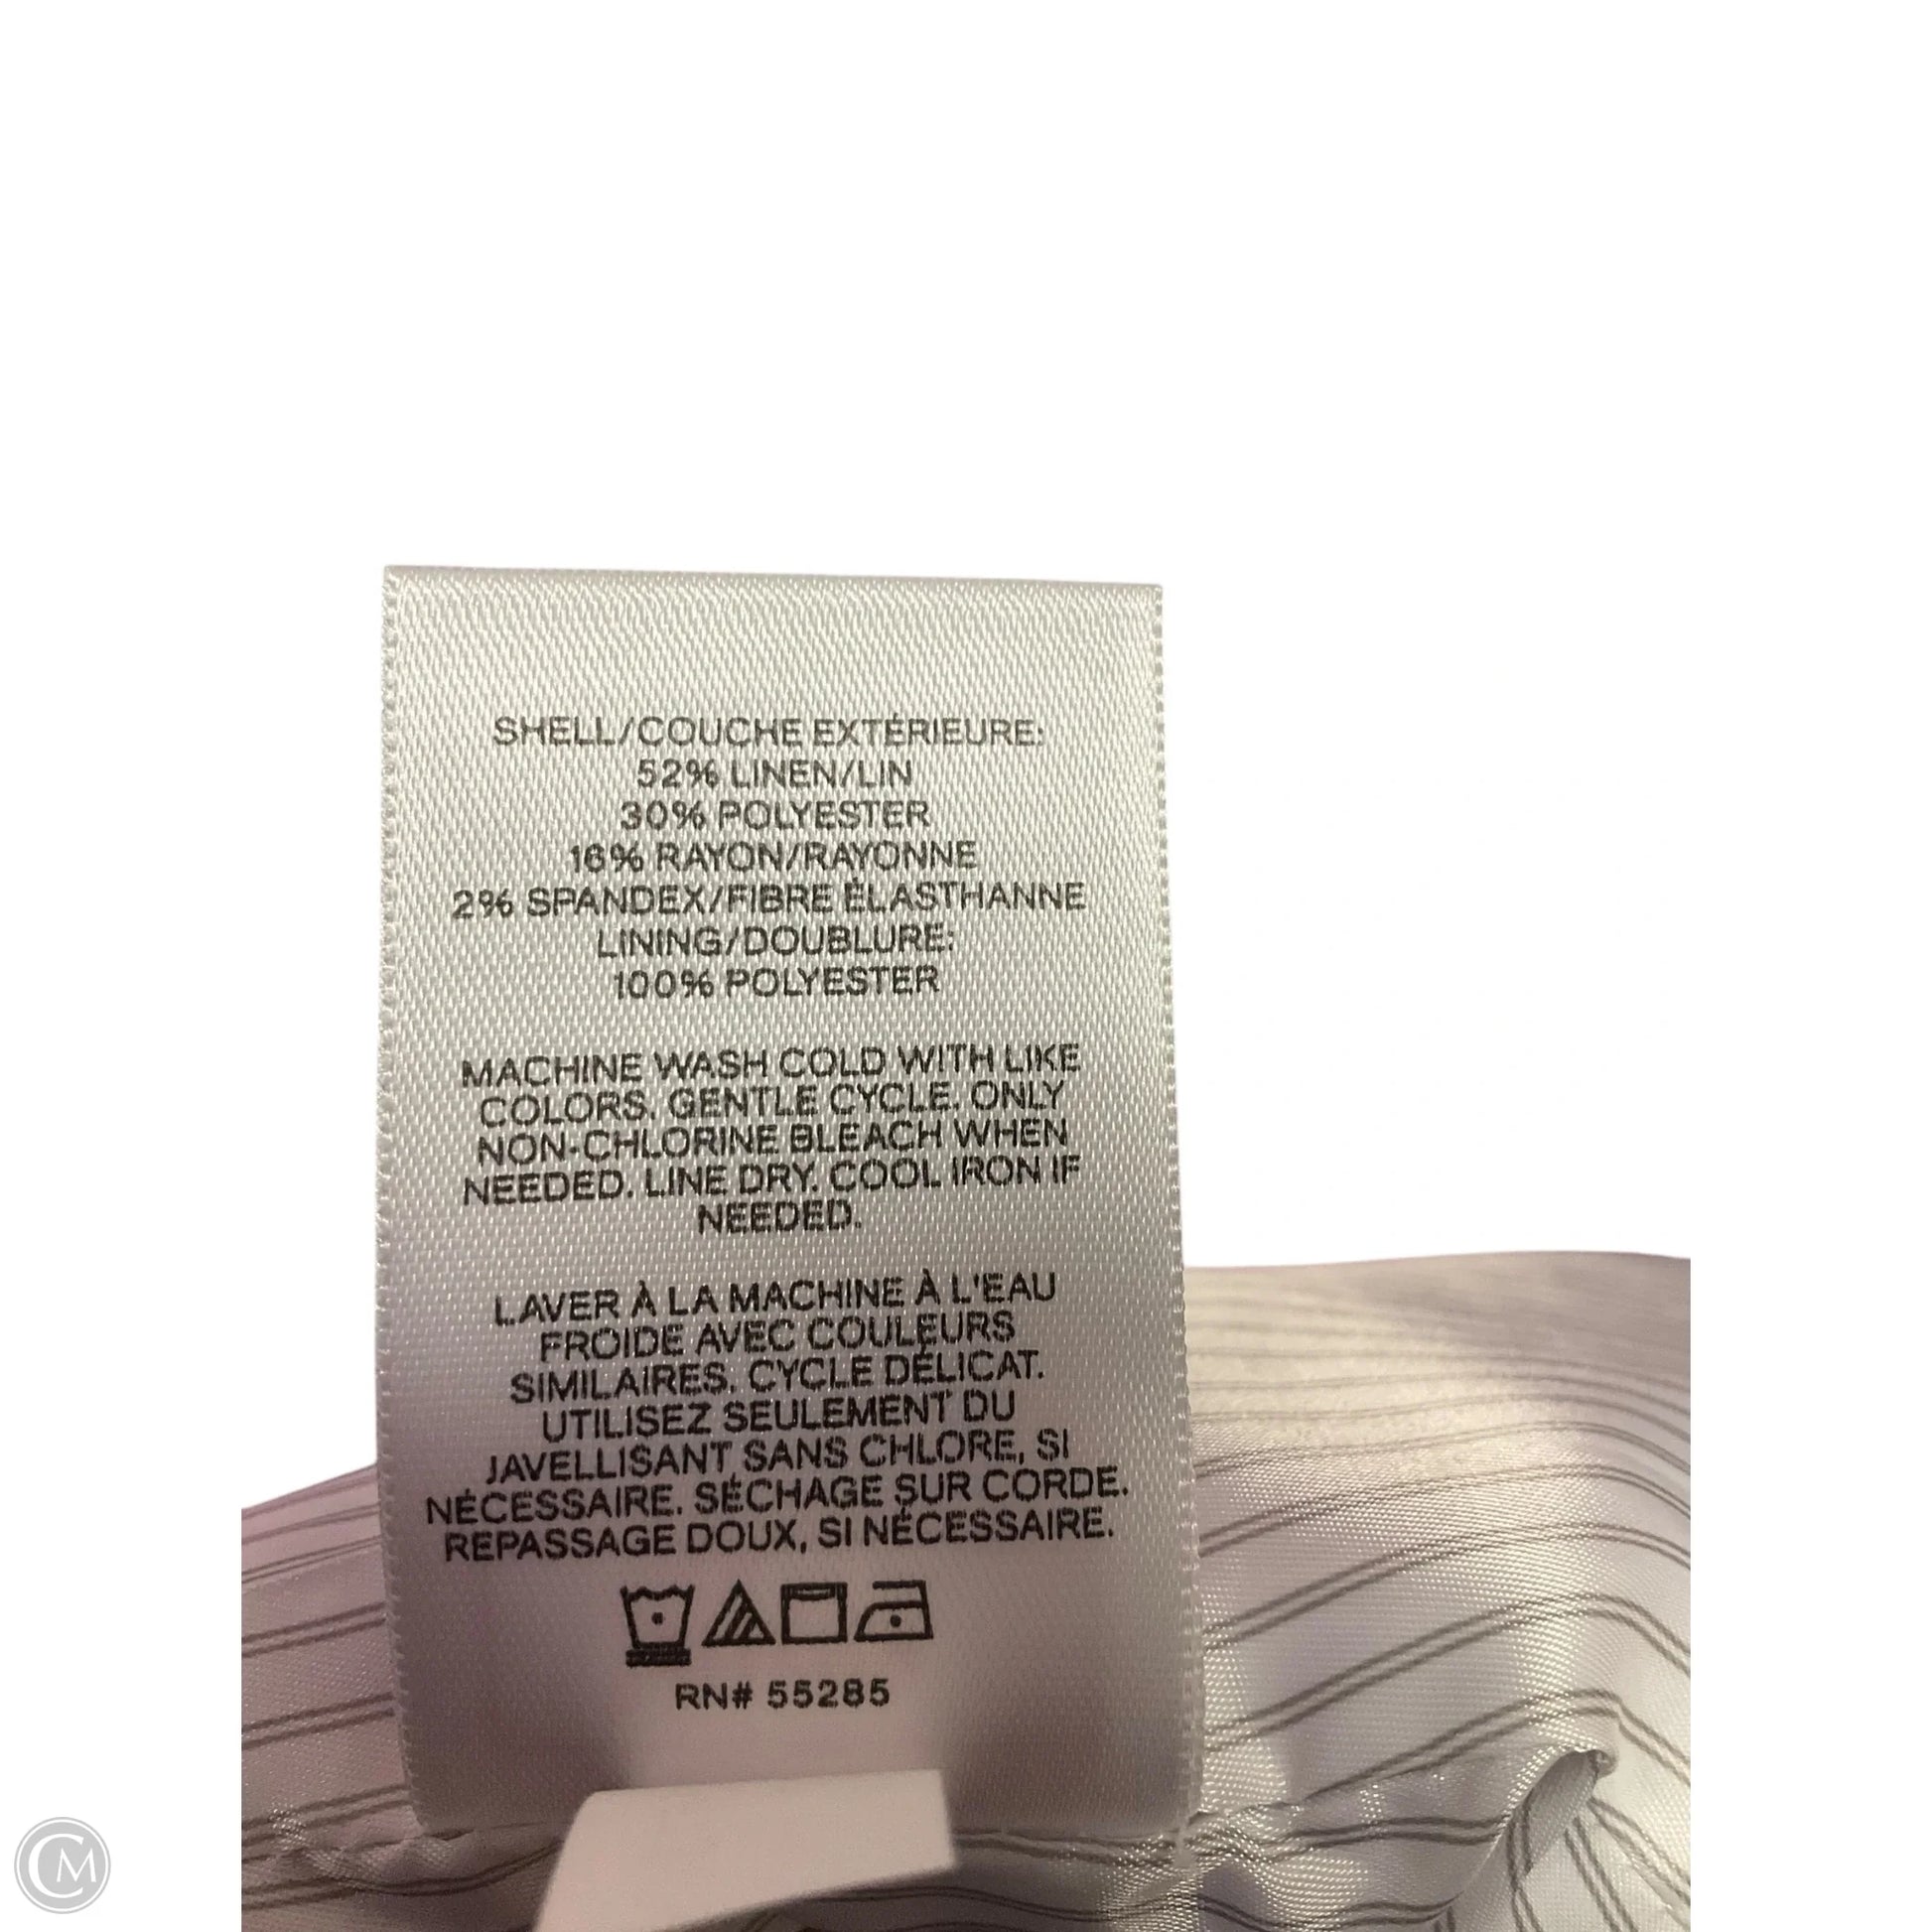 SHELL/COUCHE EXTÉRIEURE:
52% LINEN/LIN
30% POLYESTER
16% RAYON/RAYONNE
2% SPANDEX/FIBRE ÉLASTHANNE
LINING/DOUBLURE:
100% POLYESTER
MACHINE WASH COLD WITH LIKE
COLORS. GENTLE CYCLE. ONLY
NON-CHLORINE BLEACH WHEN
NEEDED. LINE DRY. COOL IRON IF
NEEDED.
LAVER À LA MACHINE À L'EAU
FROIDE AVEC COULEURS
SIMILAIRES. CYCLE DÉLICAT.
UTILISEZ SEULEMENT DU
JAVELLISANT SANS CHLORE, SI
NÉCESSAIRE. SÉCHAGE SUR CORDE.
REPASSAGE DOUX, SI NÉCESSAIRE.
RN# 55285
CM